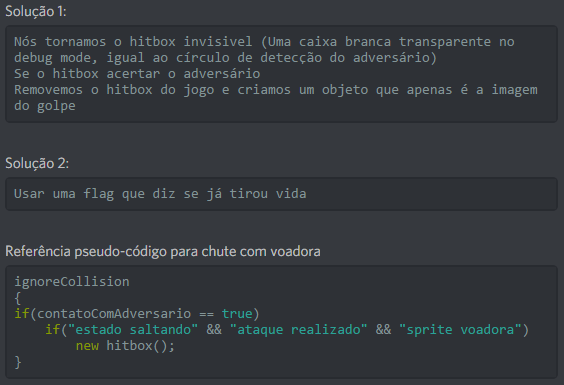 Solução 1:
Nós tornamos o hitbox invisivel (Uma caixa branca transparente no
debug mode, igual ao círculo de detecção do adversário)
Se o hitbox acertar o adversário
Removemos o hitbox do jogo e criamos um objeto que apenas é a imagem
do golpe
Solução 2:
Usar uma flag que diz se já tirou vida
Referência pseudo-código para chute com voadora
ignoreCollision
{
if(contatoComAdversario == true)
    if("estado saltando" && "ataque realizado" && "sprite voadora")
        new hitbox();
}